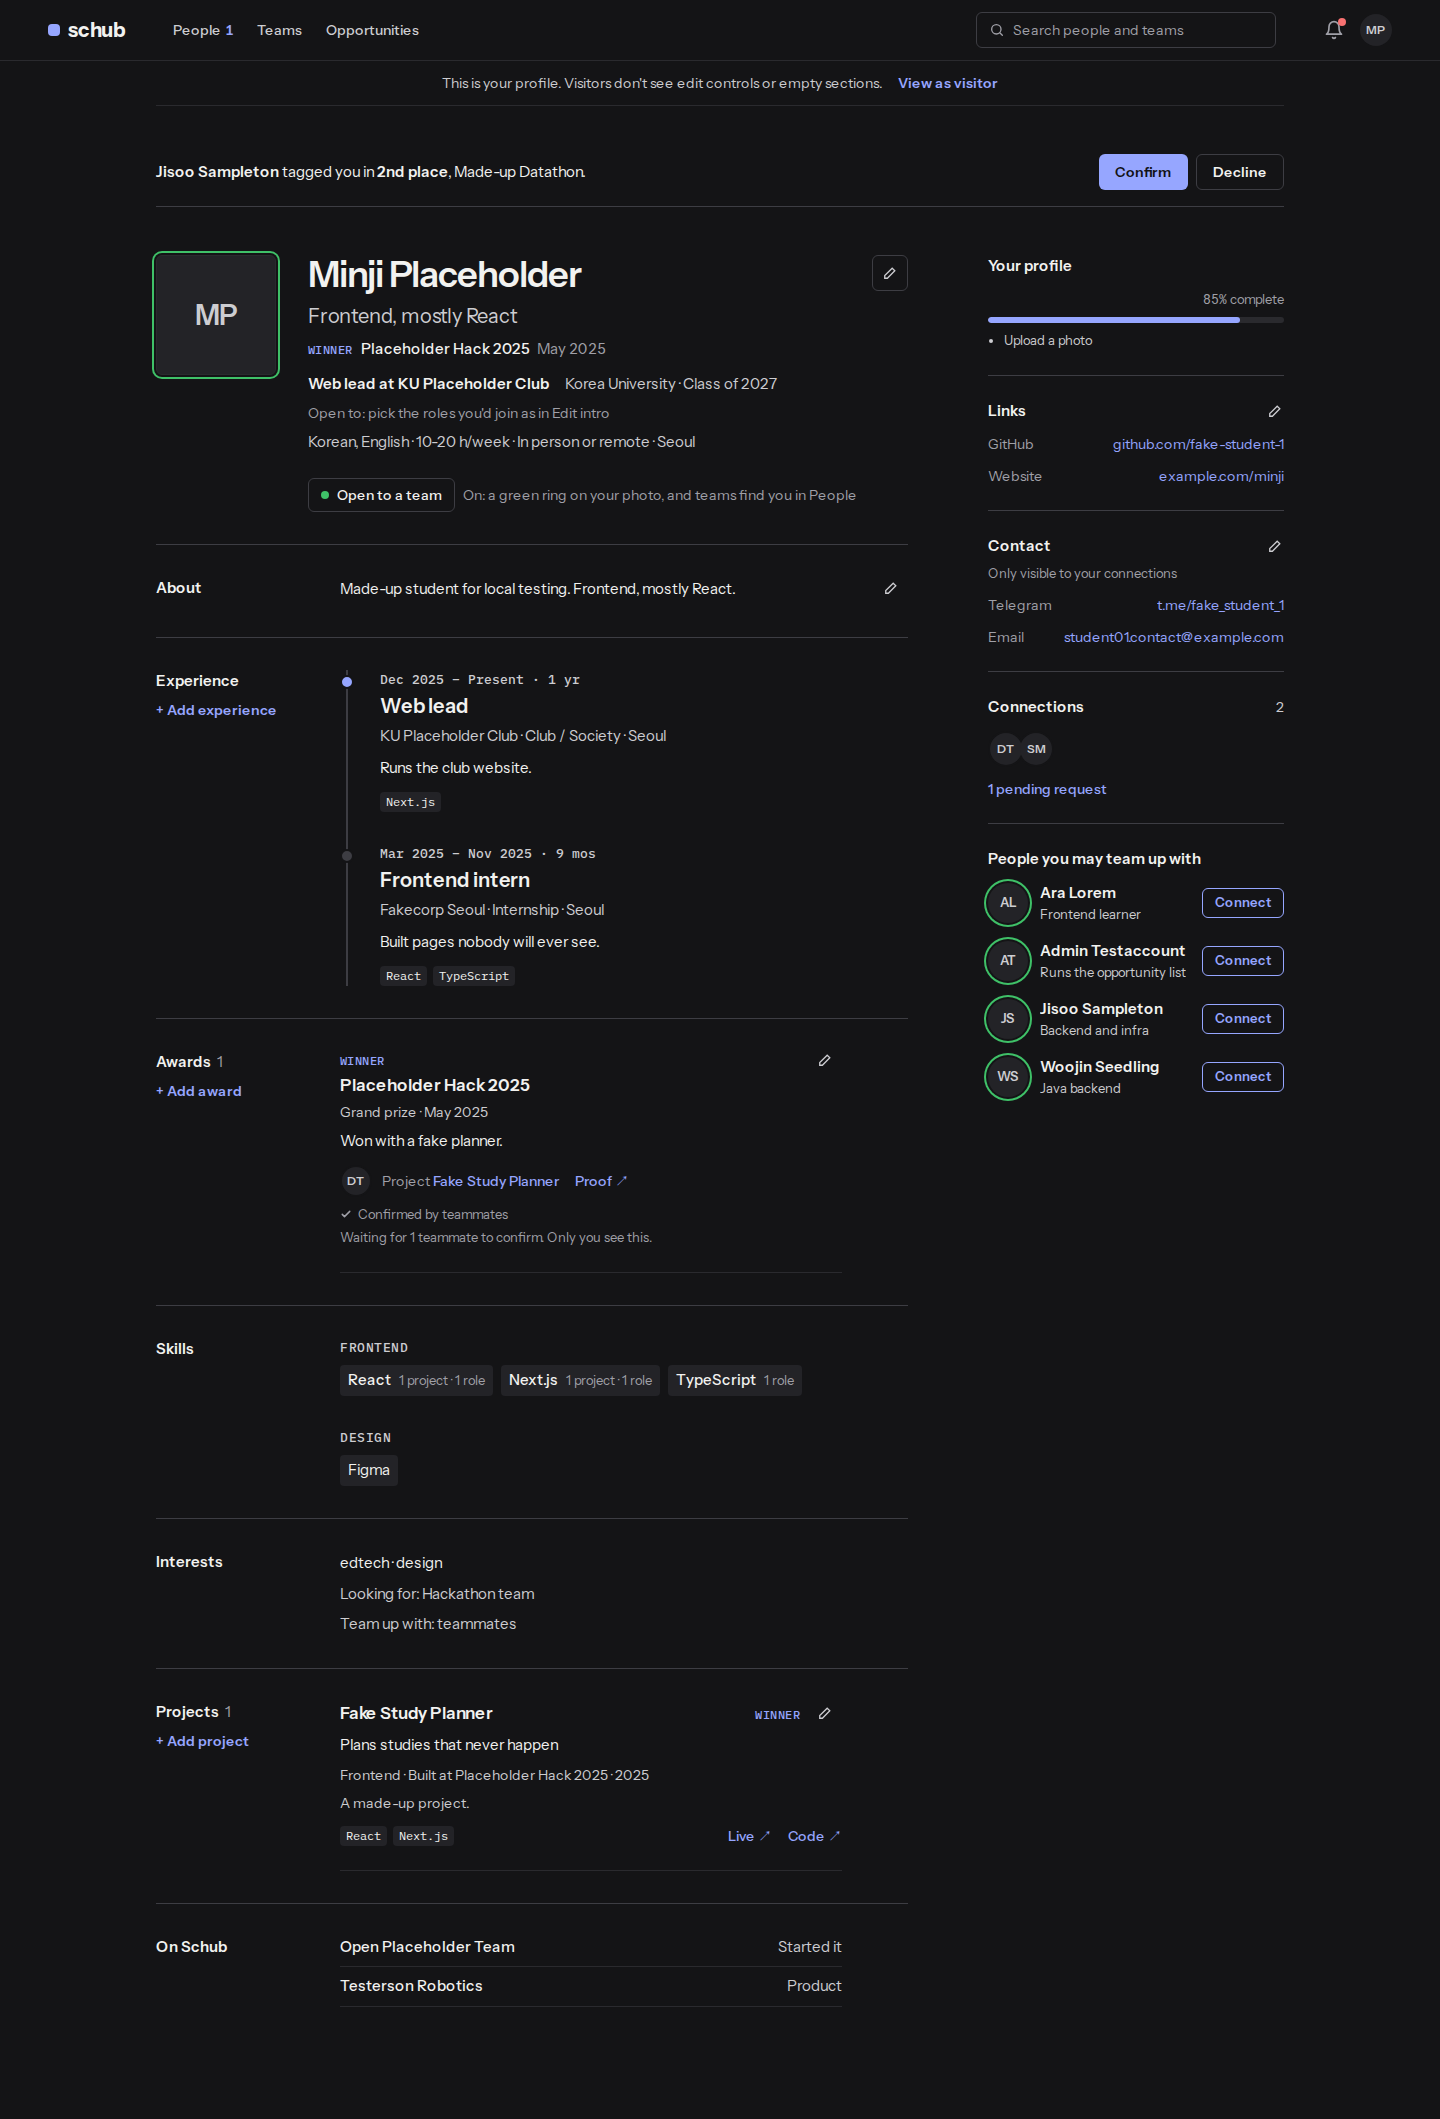 schub People 1 Teams Opportunities Search people and teams MP
This is your profile. Visitors don't see edit controls or empty sections. View as visitor
Jisoo Sampleton tagged you in 2nd place, Made-up Datathon. Confirm Decline
MP
Minji Placeholder
Frontend, mostly React
WINNER Placeholder Hack 2025 May 2025
Web lead at KU Placeholder Club Korea University · Class of 2027
Open to: pick the roles you'd join as in Edit intro
Korean, English · 10-20 h/week · In person or remote · Seoul
Open to a team On: a green ring on your photo, and teams find you in People
About
Made-up student for local testing. Frontend, mostly React.
Experience
+ Add experience
Dec 2025 – Present · 1 yr
Web lead
KU Placeholder Club · Club / Society · Seoul
Runs the club website.
Next.js
Mar 2025 – Nov 2025 · 9 mos
Frontend intern
Fakecorp Seoul · Internship · Seoul
Built pages nobody will ever see.
React TypeScript
Awards 1
+ Add award
WINNER
Placeholder Hack 2025
Grand prize · May 2025
Won with a fake planner.
DT Project Fake Study Planner Proof ↗
✓ Confirmed by teammates
Waiting for 1 teammate to confirm. Only you see this.
Skills
FRONTEND
React 1 project · 1 role Next.js 1 project · 1 role TypeScript 1 role
DESIGN
Figma
Interests
edtech · design
Looking for: Hackathon team
Team up with: teammates
Projects 1
+ Add project
Fake Study Planner WINNER
Plans studies that never happen
Frontend · Built at Placeholder Hack 2025 · 2025
A made-up project.
React Next.js Live ↗ Code ↗
On Schub
Open Placeholder Team Started it
Testerson Robotics Product
Your profile
85% complete
• Upload a photo
Links
GitHub github.com/fake-student-1
Website example.com/minji
Contact
Only visible to your connections
Telegram t.me/fake_student_1
Email student01.contact@example.com
Connections 2
DT SM
1 pending request
People you may team up with
AL Ara Lorem Connect
Frontend learner
AT Admin Testaccount Connect
Runs the opportunity list
JS Jisoo Sampleton Connect
Backend and infra
WS Woojin Seedling Connect
Java backend